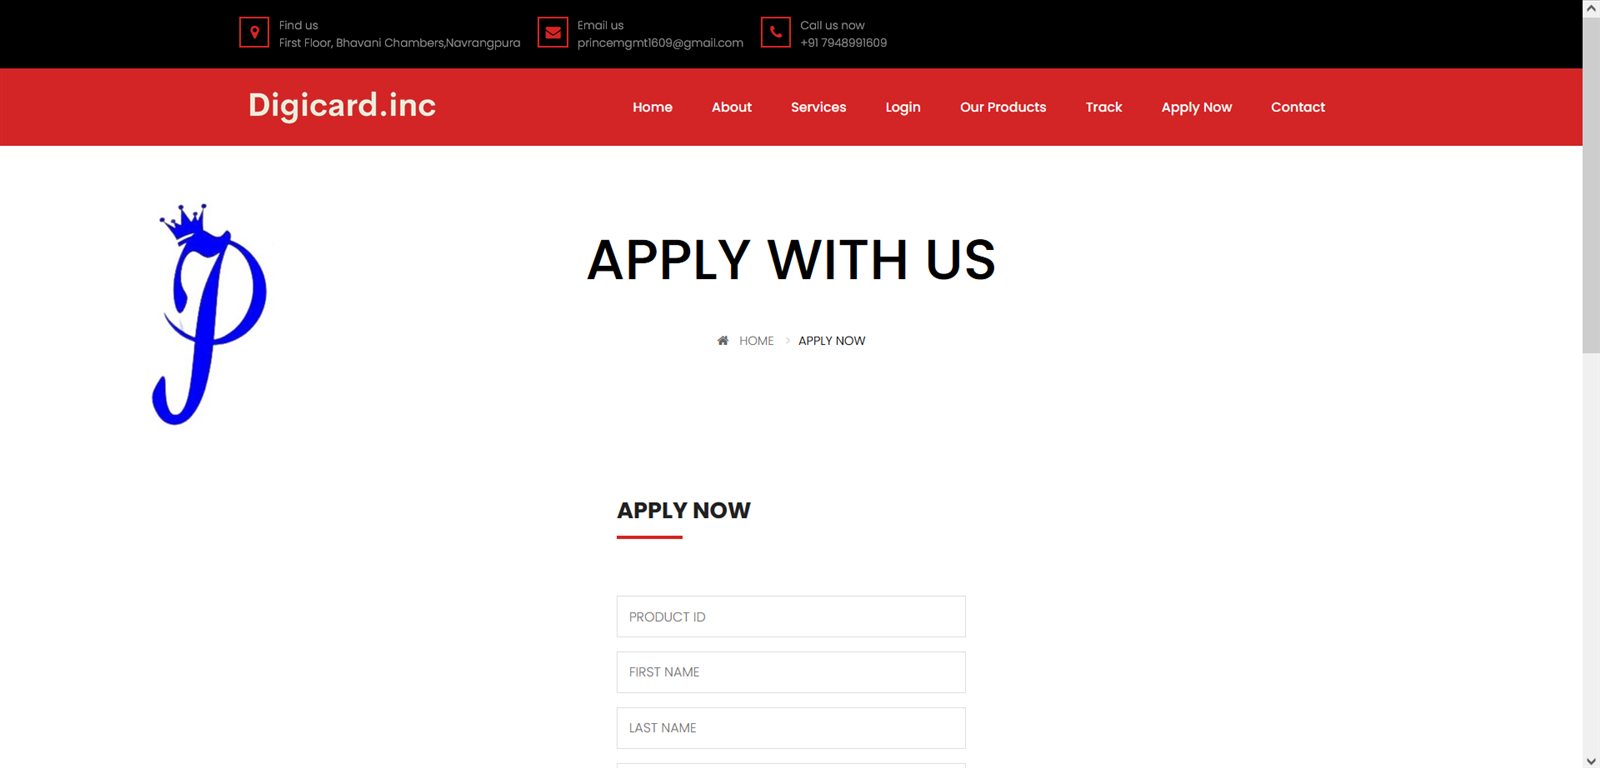 Find us
First Floor, Bhavani Chambers,Navrangpura
Email us
princemgmt1609@gmail.com
Call us now
+91 7948991609
Digicard.inc
Home About Services Login Our Products Track Apply Now Contact
APPLY WITH US
HOME > APPLY NOW
APPLY NOW
PRODUCT ID
FIRST NAME
LAST NAME